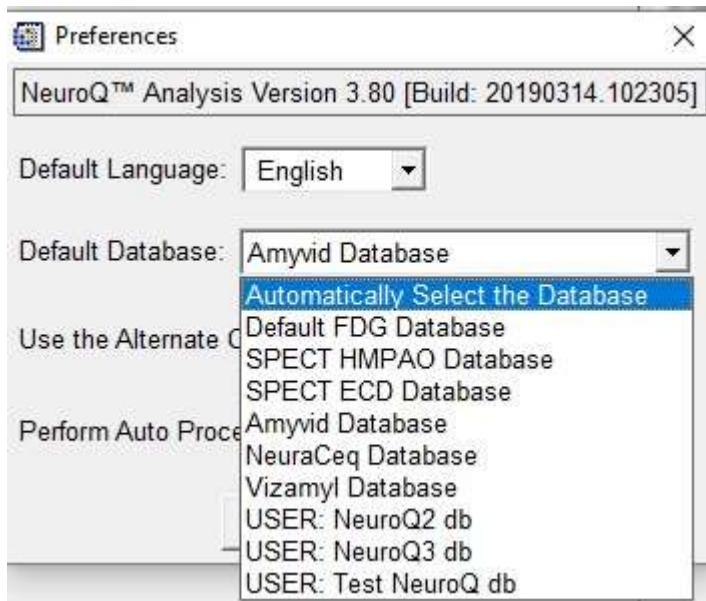 Preferences
NeuroQ™ Analysis Version 3.80 [Build: 20190314.102305]
Default Language: English
Default Database: Amyvid Database
Automatically Select the Database
Default FDG Database
Use the Alternate
SPECT HMPAO Database
SPECT ECD Database
Amyvid Database
Perform Auto
NeuraCeq Database
Vizamyl Database
USER: NeuroQ2 db
USER: NeuroQ3 db
USER: Test NeuroQ db